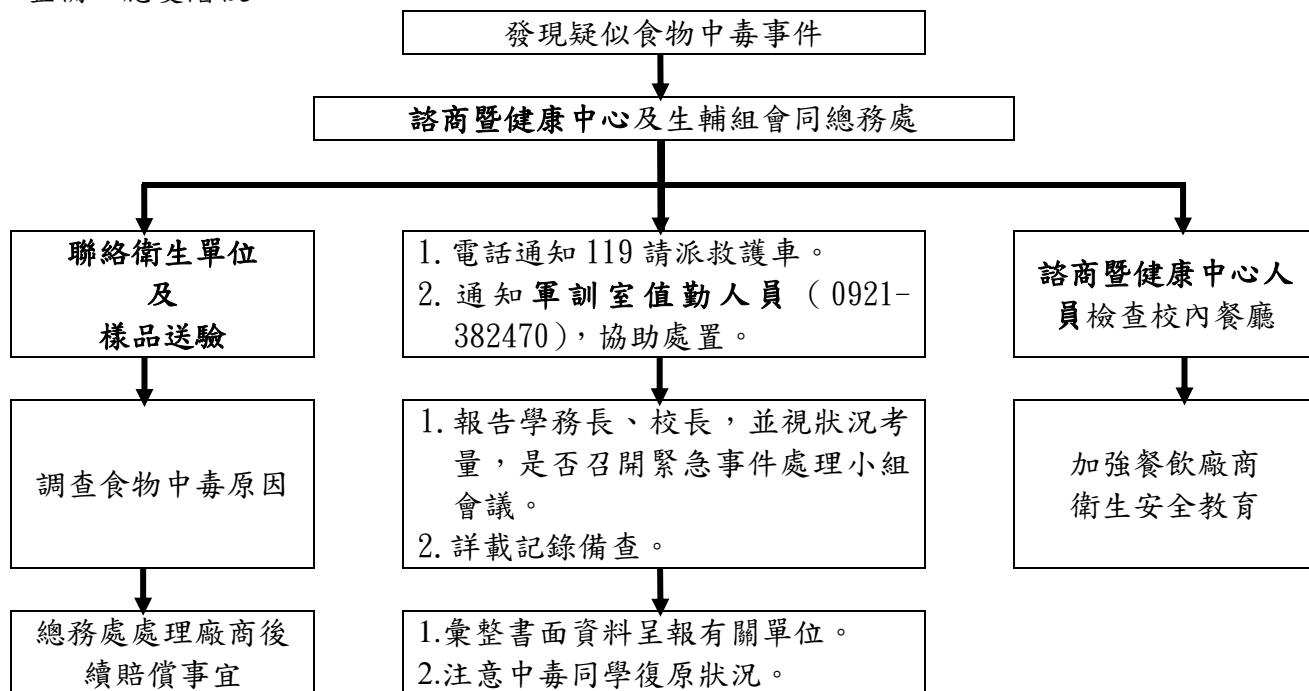 發現疑似食物中毒事件
諮商暨健康中心及生輔組會同總務處
聯絡衛生單位
及
樣品送驗
1. 電話通知 119 請派救護車。
2. 通知軍訓室值勤人員（0921-
382470），協助處置。
諮商暨健康中心人
員檢查校內餐廳
調查食物中毒原因
1. 報告學務長、校長，並視狀況考
量，是否召開緊急事件處理小組
會議。
2. 詳載記錄備查。
加強餐飲廠商
衛生安全教育
總務處處理廠商後
續賠償事宜
1.彙整書面資料呈報有關單位。
2.注意中毒同學復原狀況。